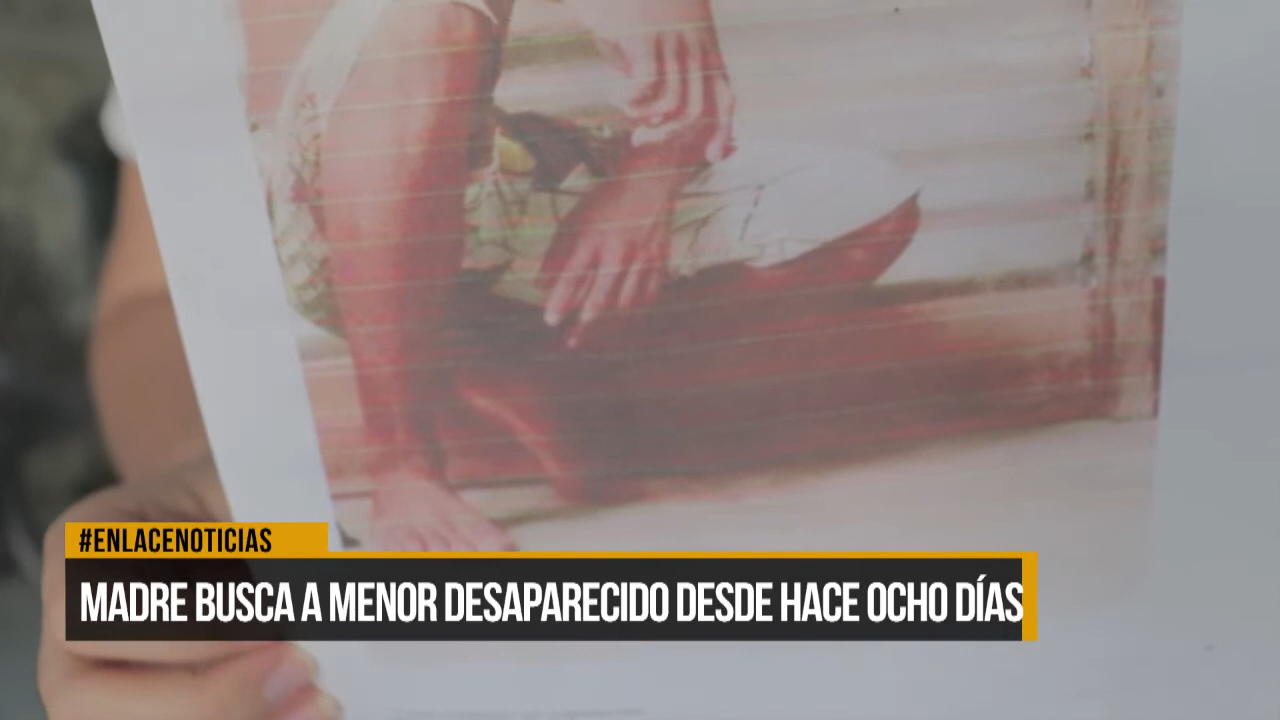 #ENLACENOTICIAS
MADRE BUSCA A MENOR DESAPARECIDO DESDE HACE OCHO DÍAS